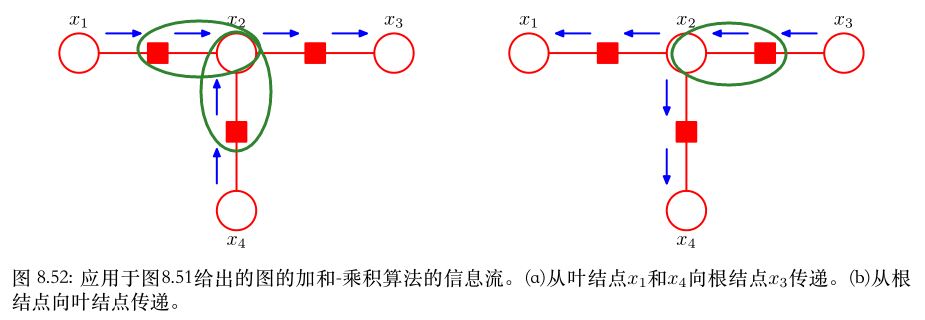 x₁ x₂ x₃ x₁ x₂ x₃
x₄ x₄
图 8.52: 应用于图8.51给出的图的加和-乘积算法的信息流。(a)从叶结点x₁和x₄向根结点x₃传递。(b)从根
结点向叶结点传递。